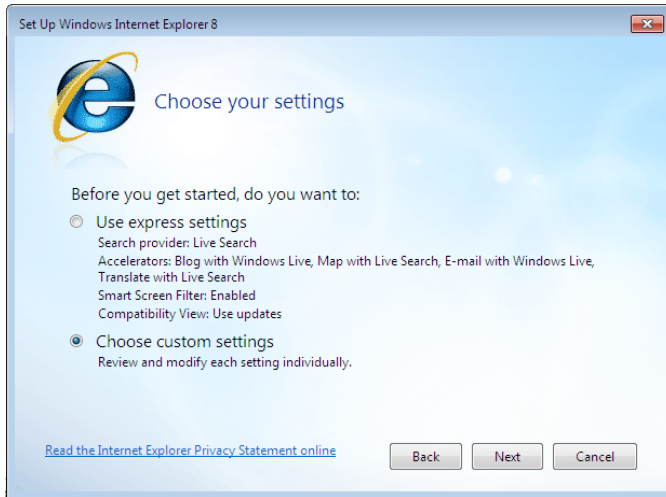 Set Up Windows Internet Explorer 8
Choose your settings
Before you get started, do you want to:
Use express settings
Search provider: Live Search
Accelerators: Blog with Windows Live, Map with Live Search, E-mail with Windows Live,
Translate with Live Search
Smart Screen Filter: Enabled
Compatibility View: Use updates
Choose custom settings
Review and modify each setting individually.
Read the Internet Explorer Privacy Statement online
Back
Next
Cancel